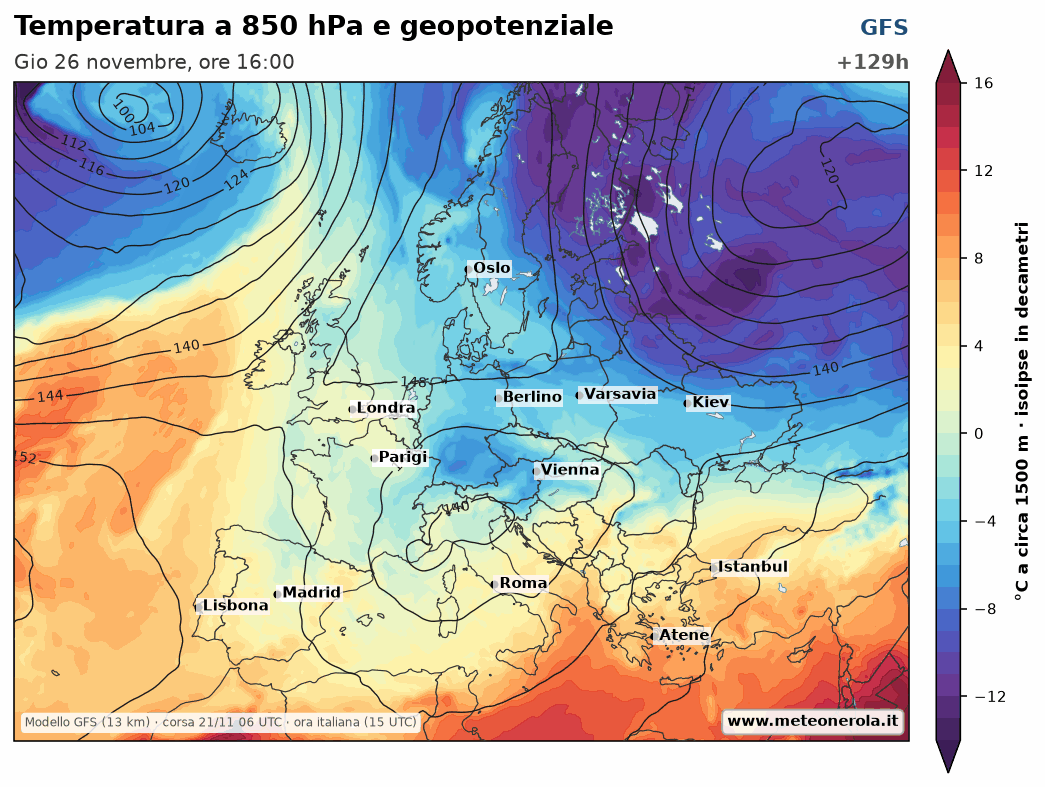 Temperatura a 850 hPa e geopotenziale
GFS
Gio 26 novembre, ore 16:00
+129h
100
104
112
116
120
124
120
140
144
148
152
140
140
Oslo
Londra
Berlino
Varsavia
Kiev
Parigi
Vienna
Lisbona
Madrid
Roma
Istanbul
Atene
16
12
8
4
0
−4
−8
−12
°C a circa 1500 m · isoipse in decametri
Modello GFS (13 km) · corsa 21/11 06 UTC · ora italiana (15 UTC)
www.meteonerola.it